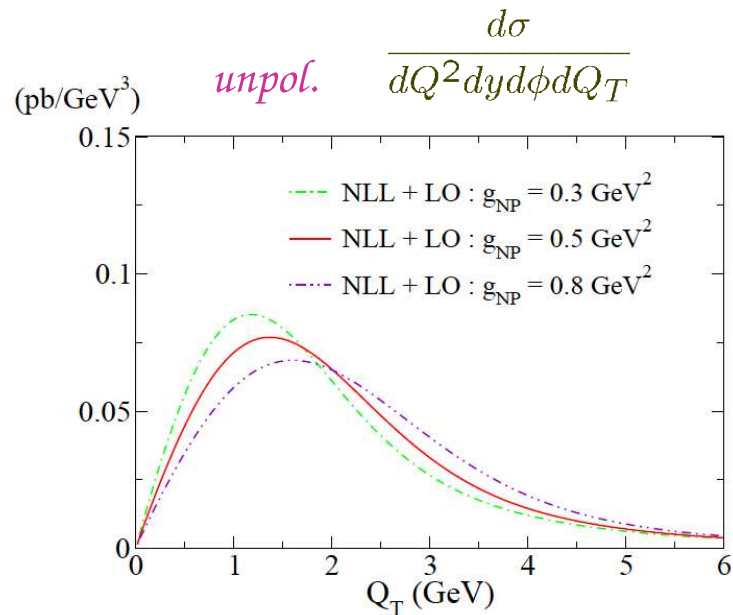 unpol.
dσ
dQ²dydϕdQ_T
(pb/GeV³)
NLL + LO : g_NP = 0.3 GeV²
NLL + LO : g_NP = 0.5 GeV²
NLL + LO : g_NP = 0.8 GeV²
0.15
0.1
0.05
0
0 1 2 3 4 5 6
Q_T (GeV)